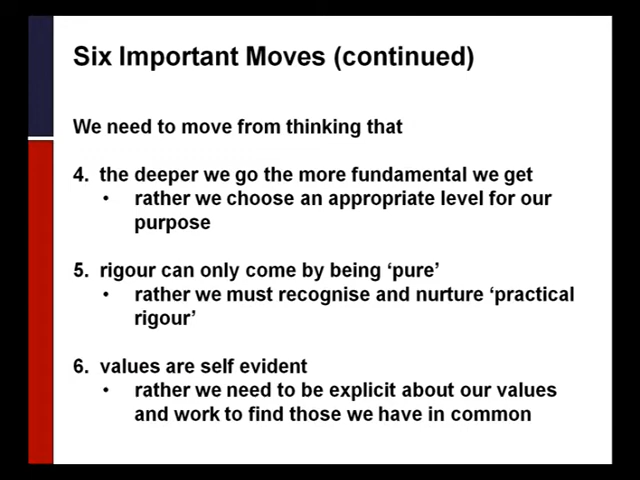 Six Important Moves (continued)
We need to move from thinking that
4. the deeper we go the more fundamental we get
• rather we choose an appropriate level for our
purpose
5. rigour can only come by being ‘pure’
• rather we must recognise and nurture ‘practical
rigour’
6. values are self evident
• rather we need to be explicit about our values
and work to find those we have in common